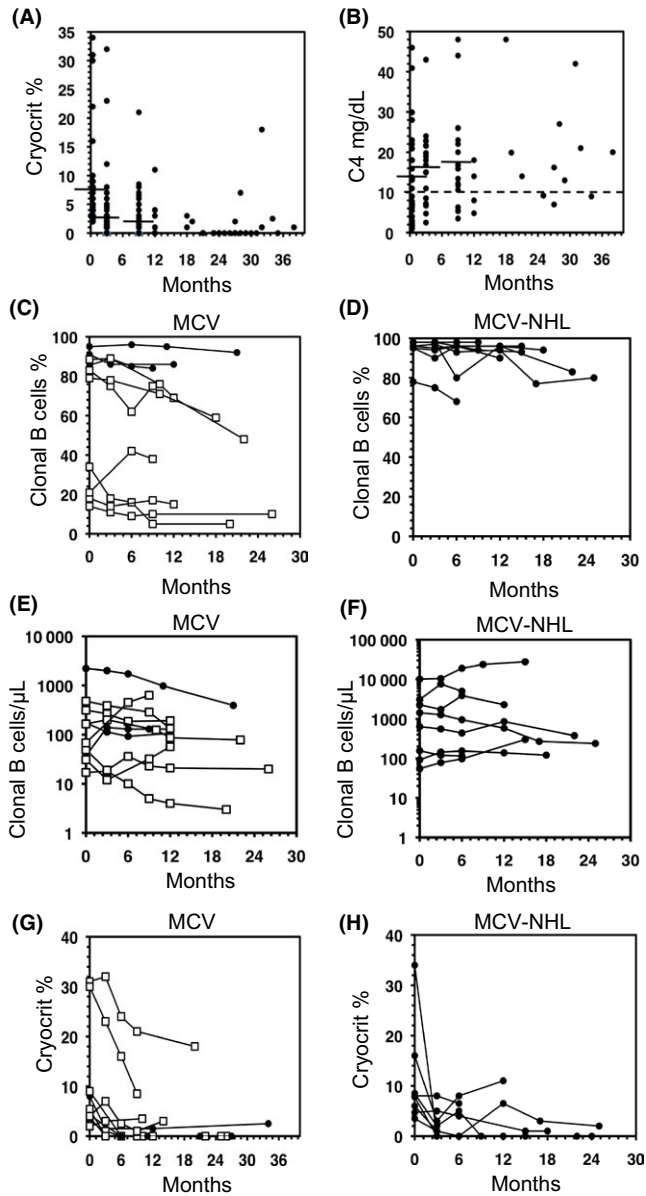 (A)
35
30
25
20
15
10
5
0
Cryocrit %
0 6 12 18 24 30 36
Months
(B)
50
40
30
20
10
0
C4 mg/dL
0 6 12 18 24 30 36
Months
(C)
MCV
100
80
60
40
20
0
Clonal B cells %
0 6 12 18 24 30
Months
(D)
MCV-NHL
100
80
60
40
20
0
Clonal B cells %
0 6 12 18 24 30
Months
(E)
MCV
10 000
1000
100
10
1
Clonal B cells/µL
0 6 12 18 24 30
Months
(F)
MCV-NHL
100 000
10 000
1000
100
10
1
Clonal B cells/µL
0 6 12 18 24 30
Months
(G)
MCV
40
30
20
10
0
Cryocrit %
0 6 12 18 24 30 36
Months
(H)
MCV-NHL
40
30
20
10
0
Cryocrit %
0 6 12 18 24 30
Months